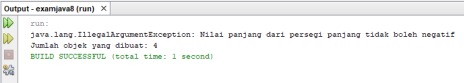 Output - examjava8 (run)
run:
java.lang.IllegalArgumentException: Nilai panjang dari persegi panjang tidak boleh negatif
Jumlah objek yang dibuat: 4
BUILD SUCCESSFUL (total time: 1 second)